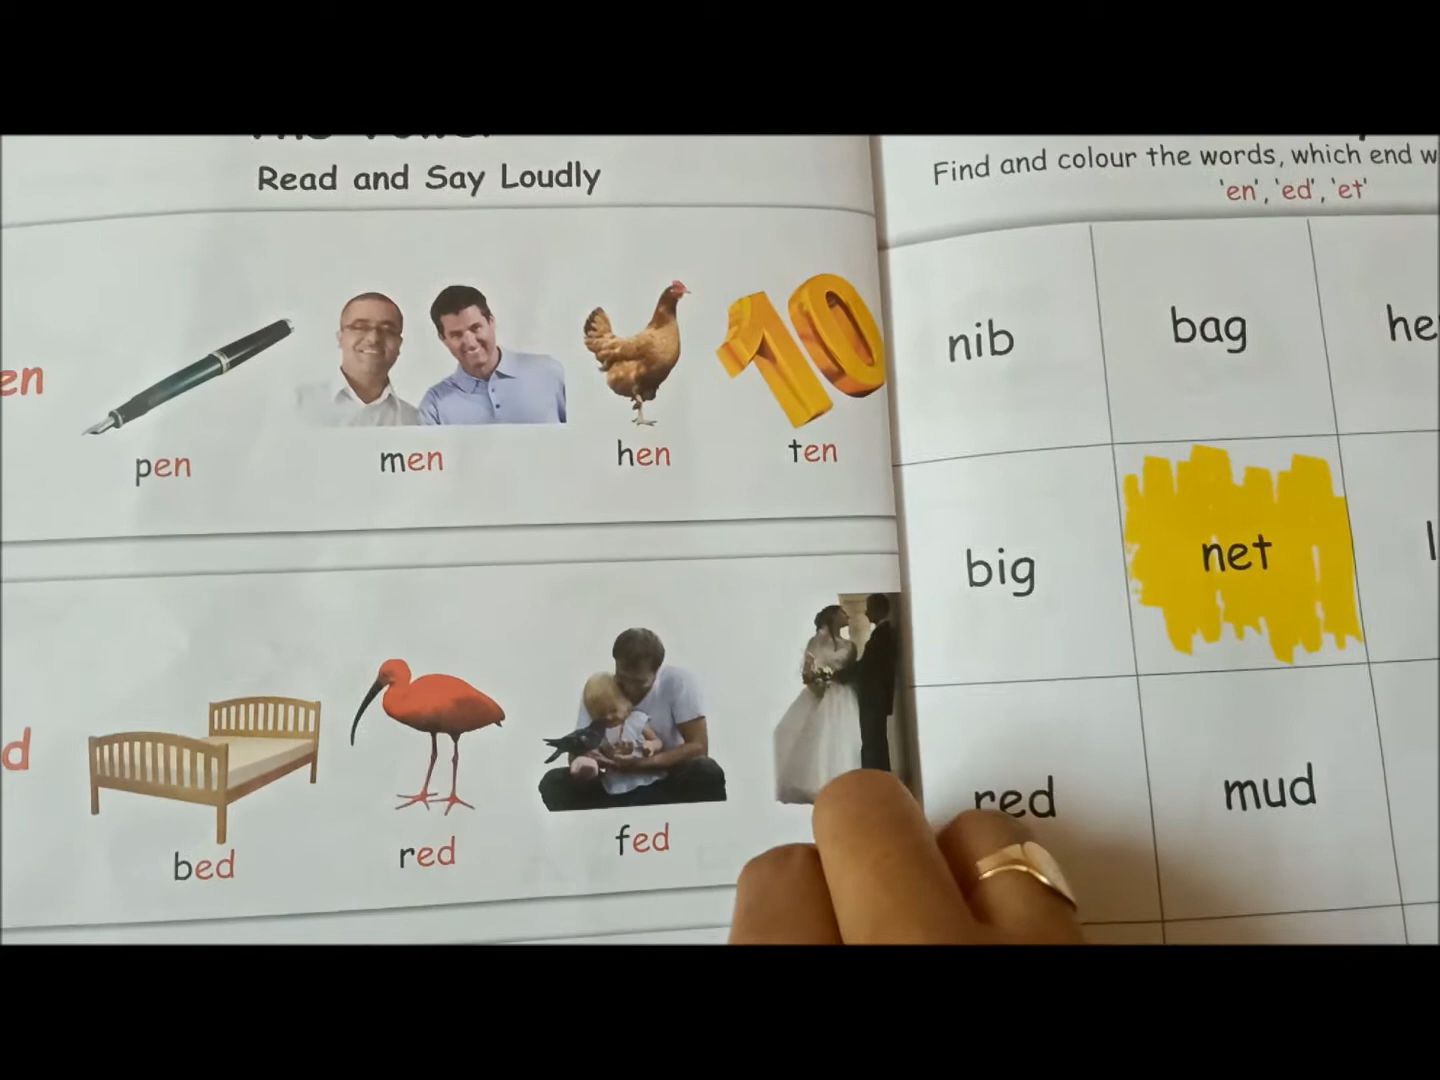 Read and Say Loudly
en
pen men hen ten
d
bed red fed
Find and colour the words, which end w
'en', 'ed', 'et'
nib bag he
big net
red mud